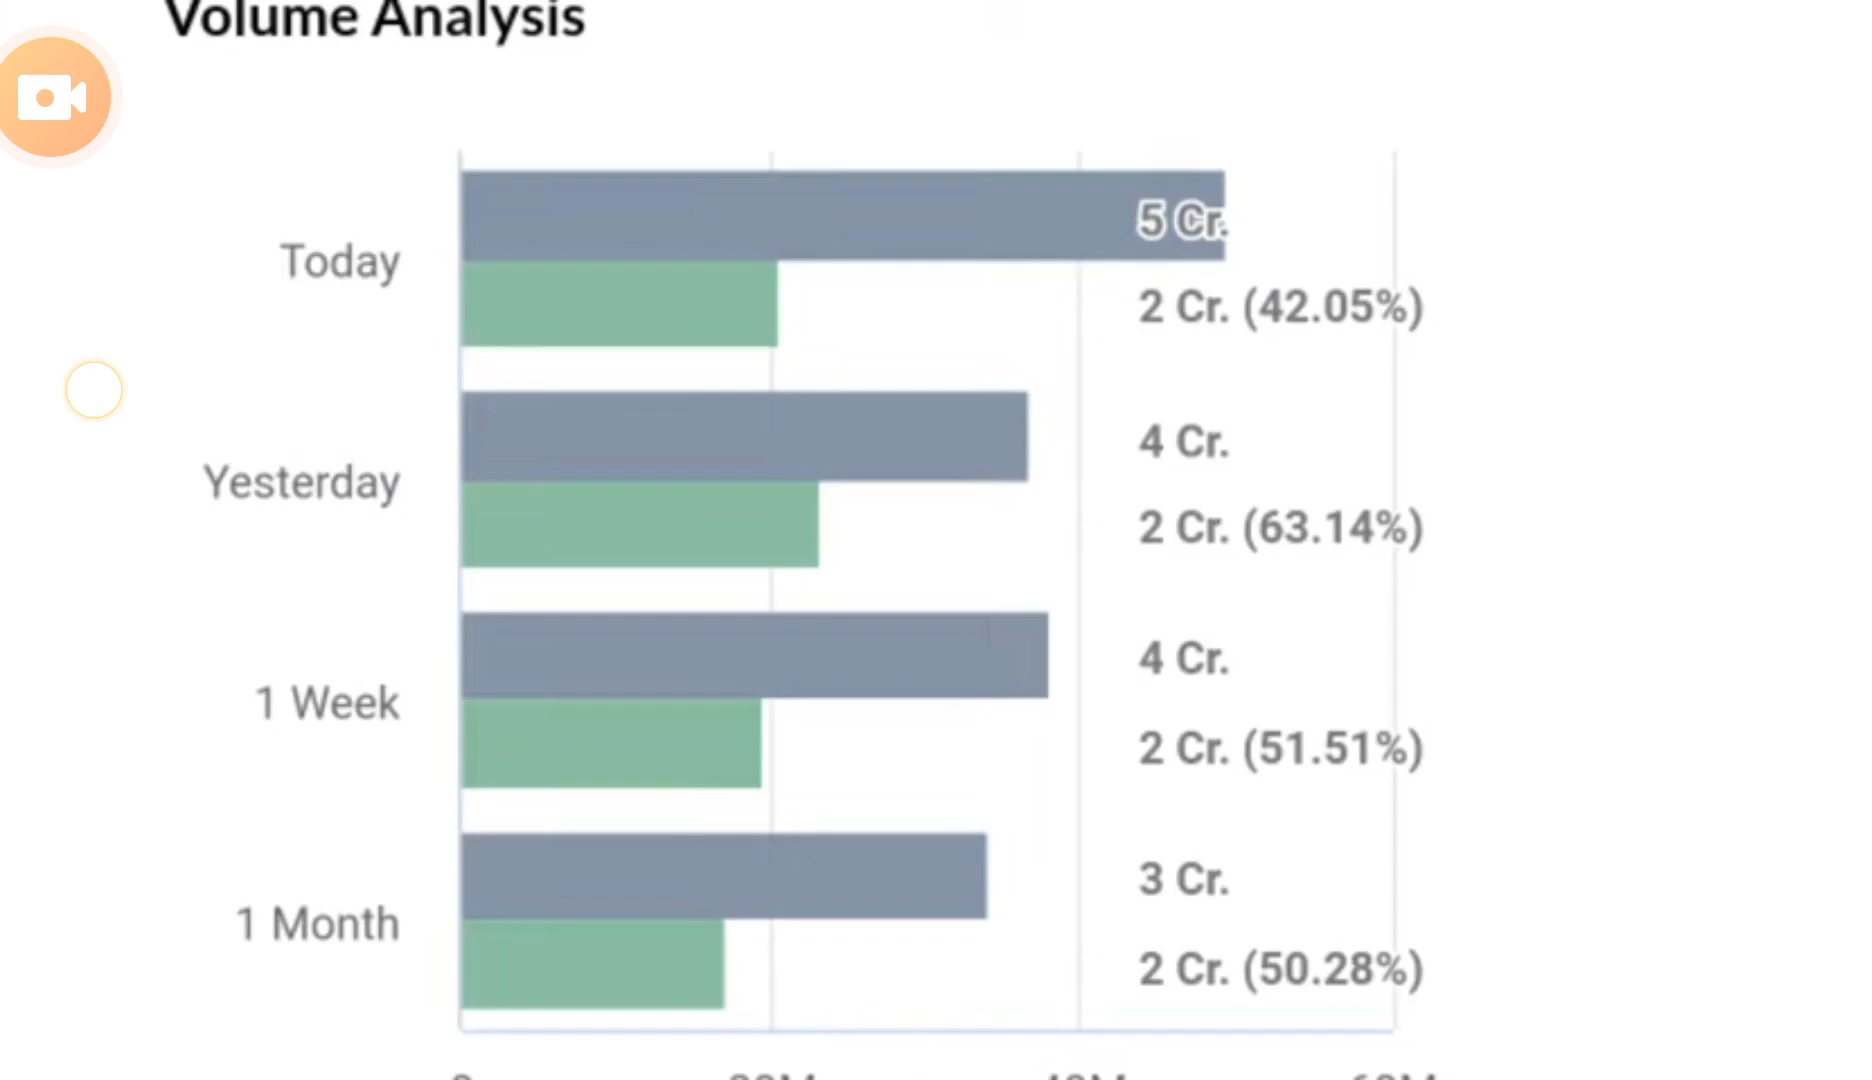 Volume Analysis
5 Cr.
Today
2 Cr. (42.05%)
4 Cr.
Yesterday
2 Cr. (63.14%)
4 Cr.
1 Week
2 Cr. (51.51%)
3 Cr.
1 Month
2 Cr. (50.28%)